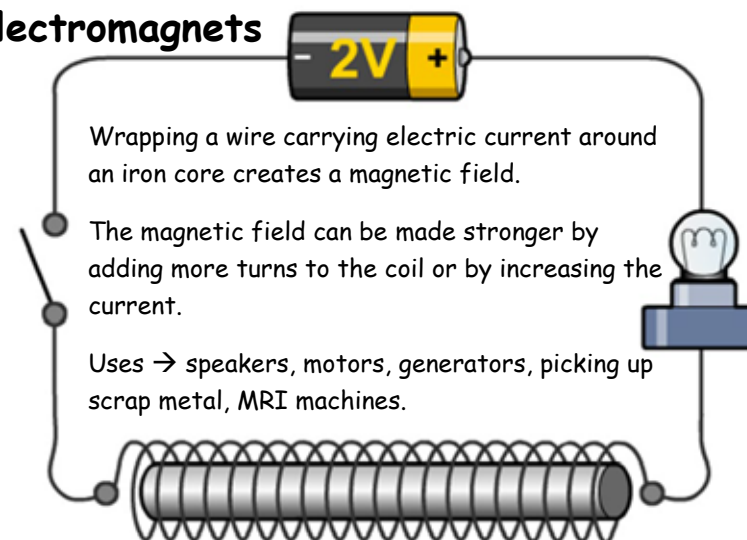 lectromagnets
- 2V +
Wrapping a wire carrying electric current around
an iron core creates a magnetic field.
The magnetic field can be made stronger by
adding more turns to the coil or by increasing the
current.
Uses → speakers, motors, generators, picking up
scrap metal, MRI machines.